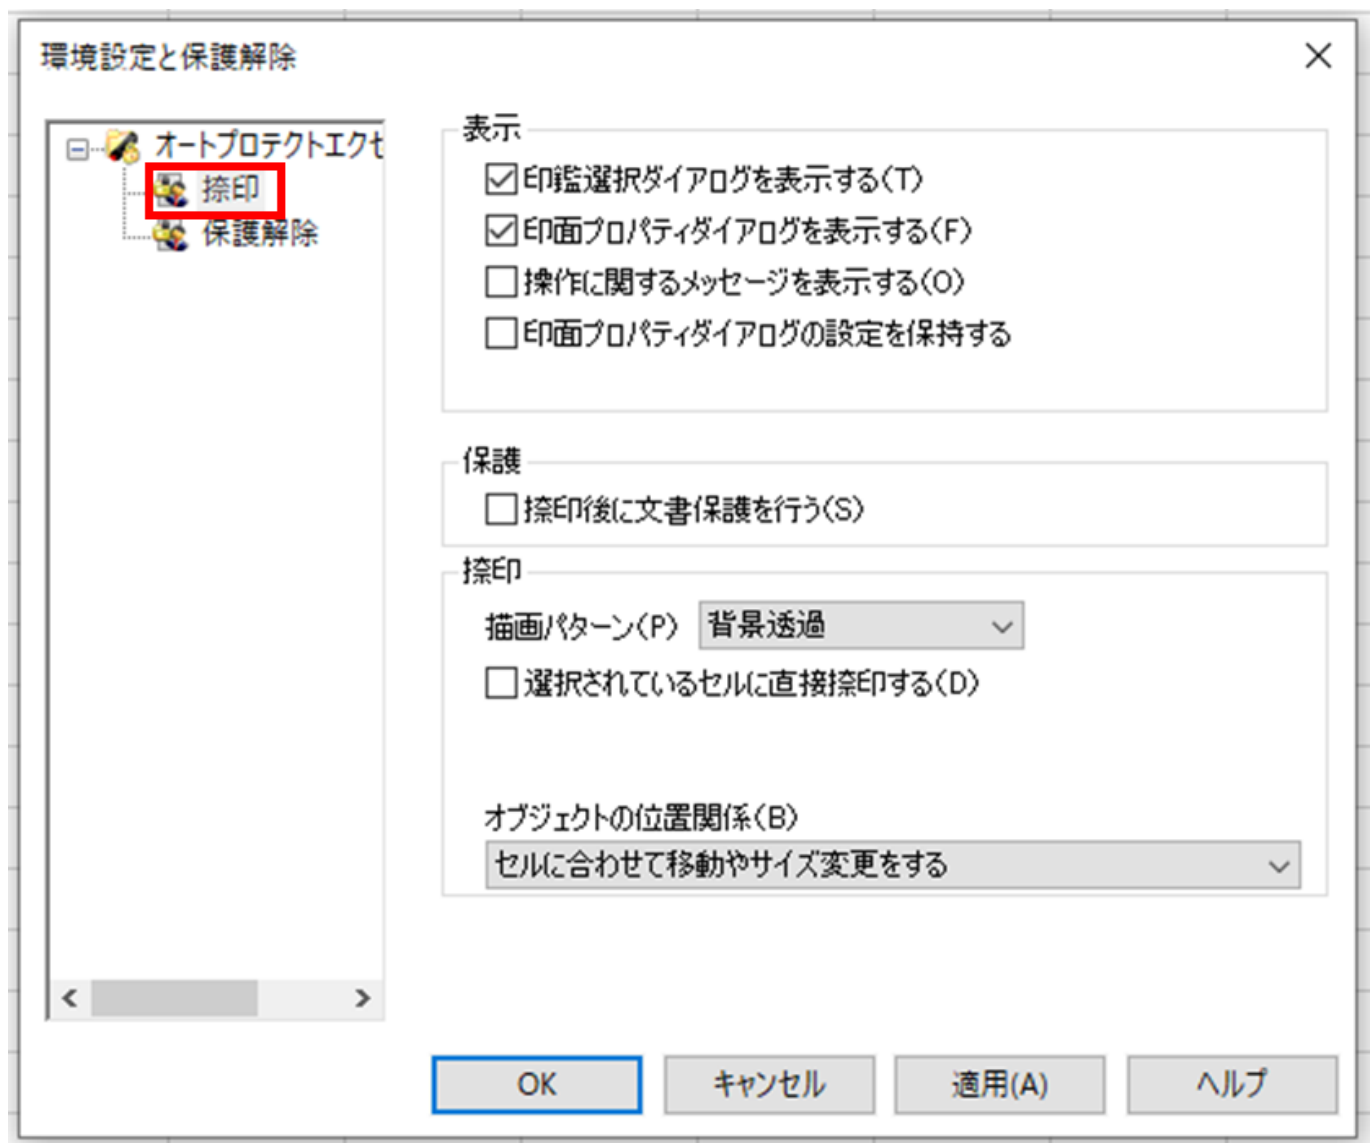 環境設定と保護解除
オートプロテクトエクセ
捺印
保護解除
表示
印鑑選択ダイアログを表示する(T)
印面プロパティダイアログを表示する(F)
操作に関するメッセージを表示する(O)
印面プロパティダイアログの設定を保持する
保護
捺印後に文書保護を行う(S)
捺印
描画パターン(P) 背景透過
選択されているセルに直接捺印する(D)
オブジェクトの位置関係(B)
セルに合わせて移動やサイズ変更をする
OK キャンセル 適用(A) ヘルプ